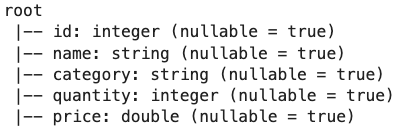 root
 |-- id: integer (nullable = true)
 |-- name: string (nullable = true)
 |-- category: string (nullable = true)
 |-- quantity: integer (nullable = true)
 |-- price: double (nullable = true)